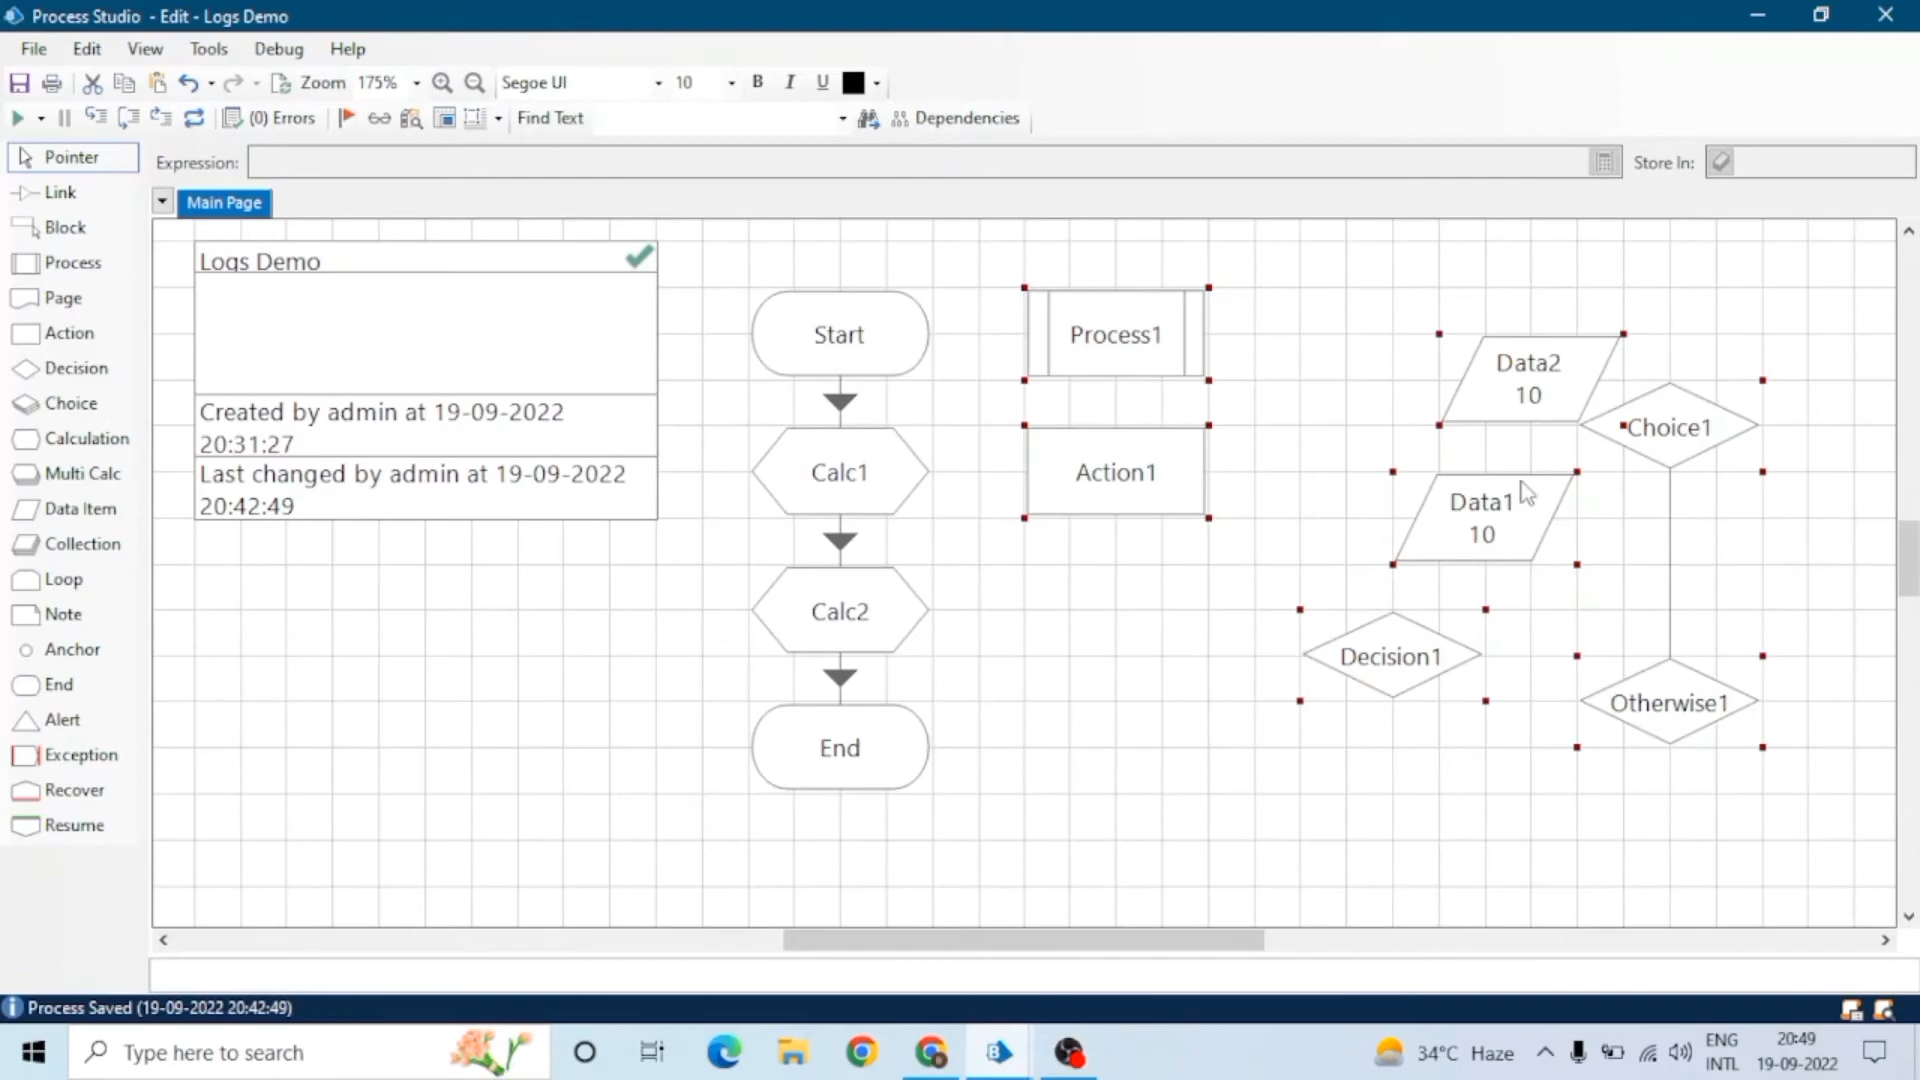 Process Studio - Edit - Logs Demo
File Edit View Tools Debug Help
Zoom 175% Segoe UI 10 B I U
(0) Errors Find Text Dependencies
Pointer
Expression: Store In:
Link
Main Page
Block
Process
Page
Action
Decision
Choice
Calculation
Multi Calc
Data Item
Collection
Loop
Note
Anchor
End
Alert
Exception
Recover
Resume
Logs Demo
Created by admin at 19-09-2022
20:31:27
Last changed by admin at 19-09-2022
20:42:49
Start
Calc1
Calc2
End
Process1
Action1
Data2
10
Choice1
Data1
10
Decision1
Otherwise1
Process Saved (19-09-2022 20:42:49)
Type here to search
34°C Haze
ENG
INTL
20:49
19-09-2022